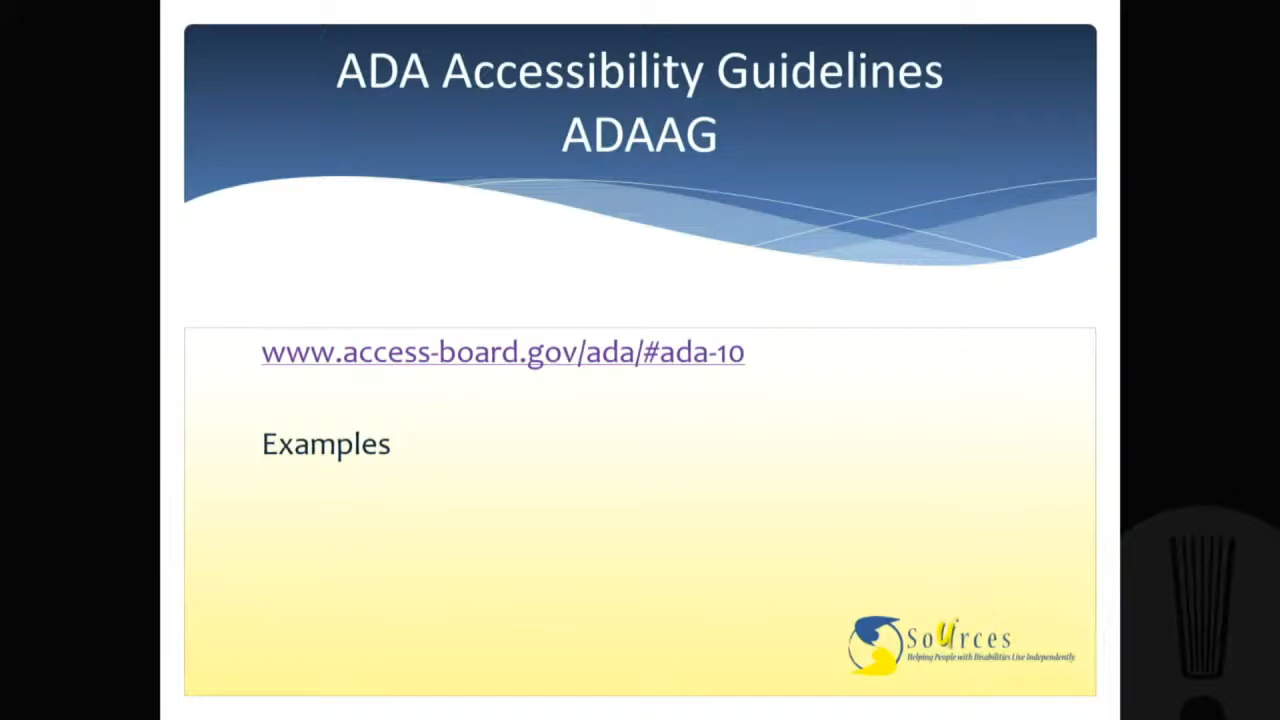 ADA Accessibility Guidelines
ADAAG
www.access-board.gov/ada/#ada-10
Examples
Sources
Helping People with Disabilities Live Independently